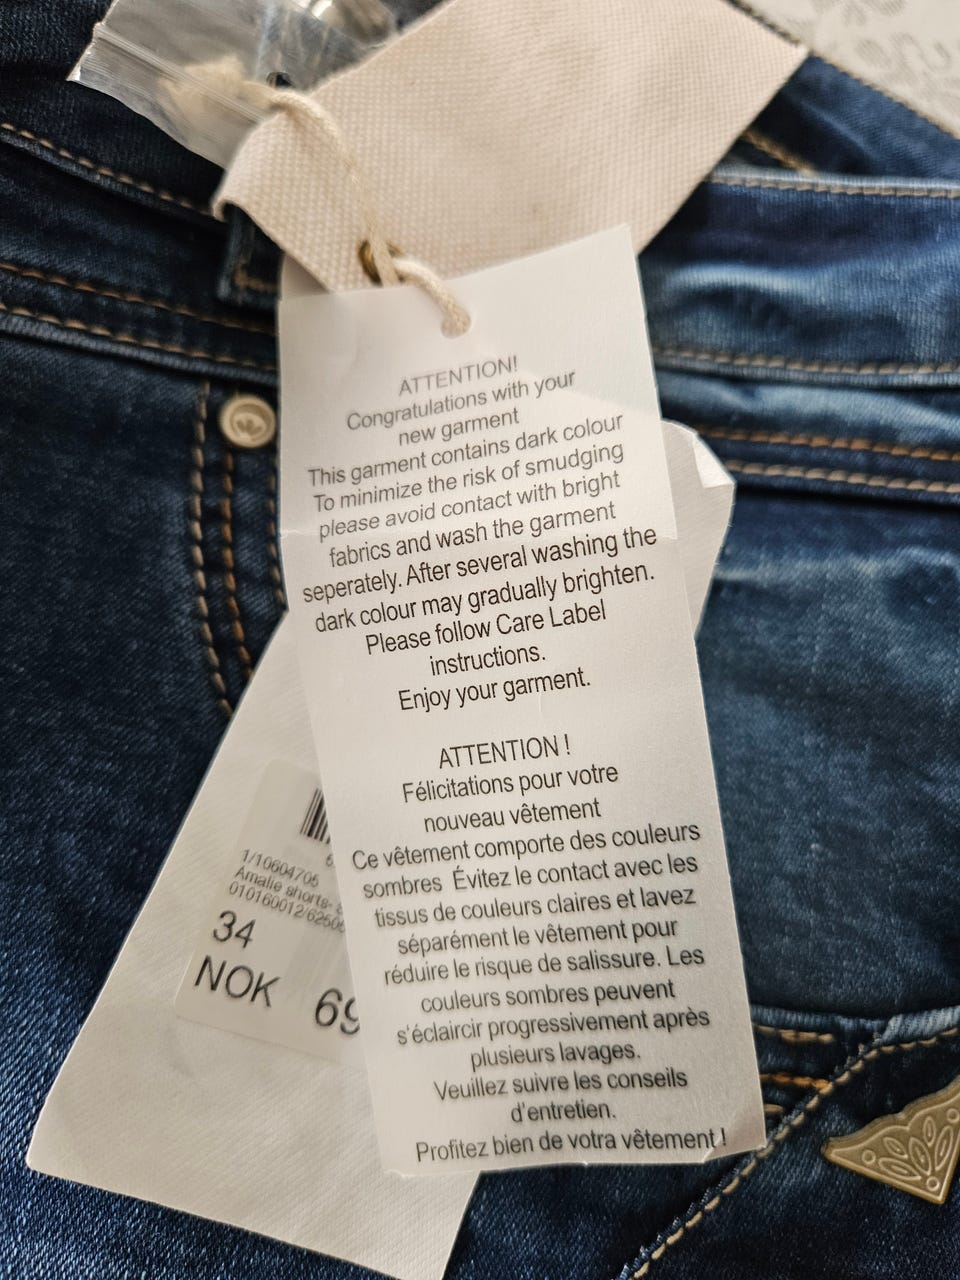 ATTENTION!
Congratulations with your
new garment
This garment contains dark colour
To minimize the risk of smudging
please avoid contact with bright
fabrics and wash the garment
seperately. After several washing the
dark colour may gradually brighten.
Please follow Care Label
instructions.
Enjoy your garment.
ATTENTION !
Félicitations pour votre
nouveau vêtement
Ce vêtement comporte des couleurs
sombres Évitez le contact avec les
tissus de couleurs claires et lavez
séparément le vêtement pour
réduire le risque de salissure. Les
couleurs sombres peuvent
s'éclaircir progressivement après
plusieurs lavages.
Veuillez suivre les conseils
d'entretien.
Profitez bien de votra vêtement !
1/10604705
Amalie shorts-
010160012/6250
34
NOK 69